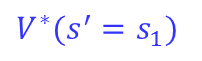 V*(s′ = s₁)